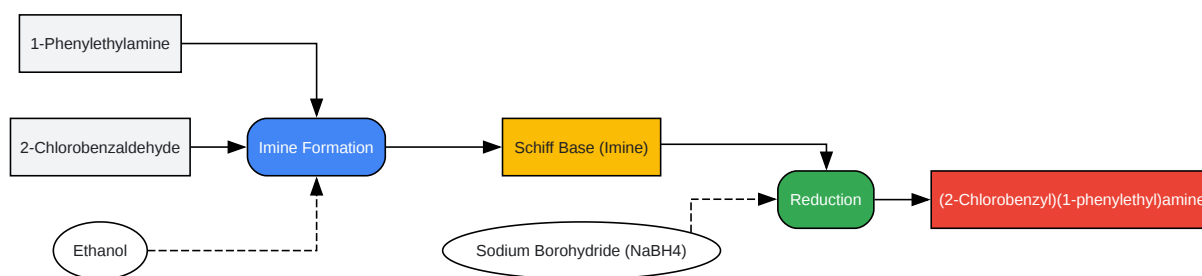 1-Phenylethylamine
2-Chlorobenzaldehyde
Imine Formation
Schiff Base (Imine)
Reduction
(2-Chlorobenzyl)(1-phenylethyl)amine
Ethanol
Sodium Borohydride (NaBH4)